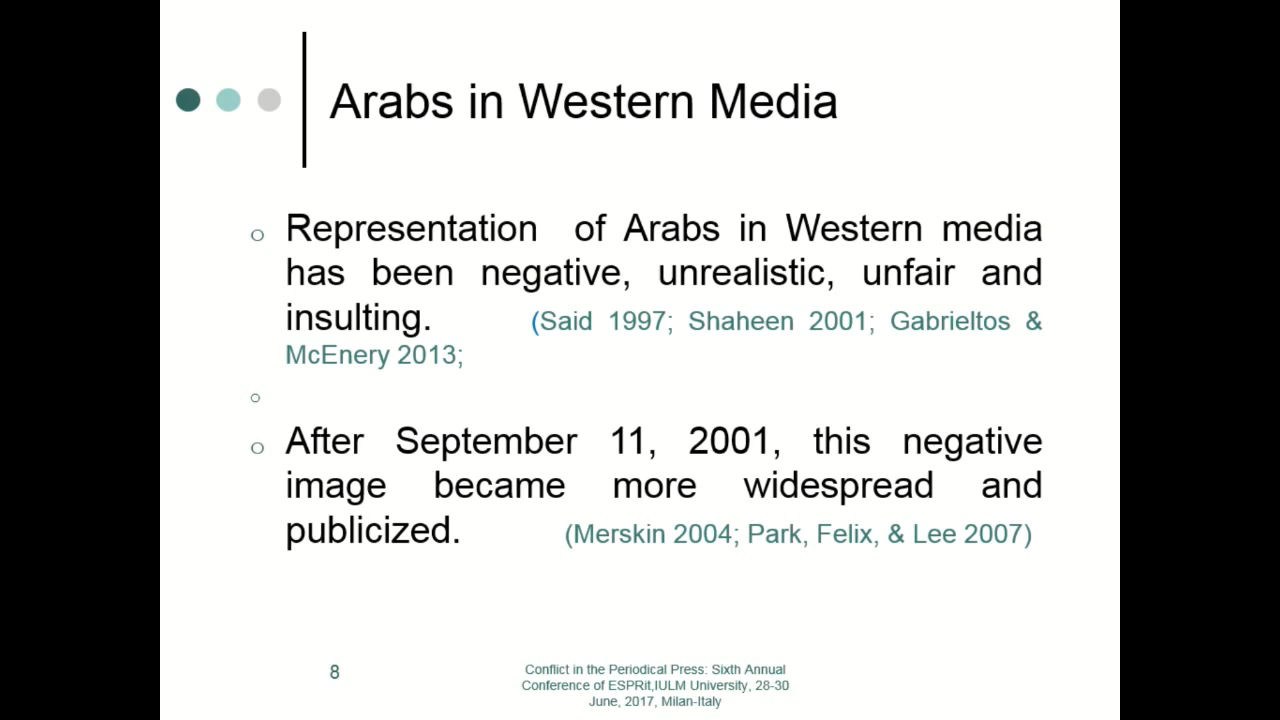 Arabs in Western Media
Representation of Arabs in Western media
has been negative, unrealistic, unfair and
insulting. (Said 1997; Shaheen 2001; Gabrieltos &
McEnery 2013;
After September 11, 2001, this negative
image became more widespread and
publicized. (Merskin 2004; Park, Felix, & Lee 2007)
8
Conflict in the Periodical Press: Sixth Annual
Conference of ESPRit,IULM University, 28-30
June, 2017, Milan-Italy